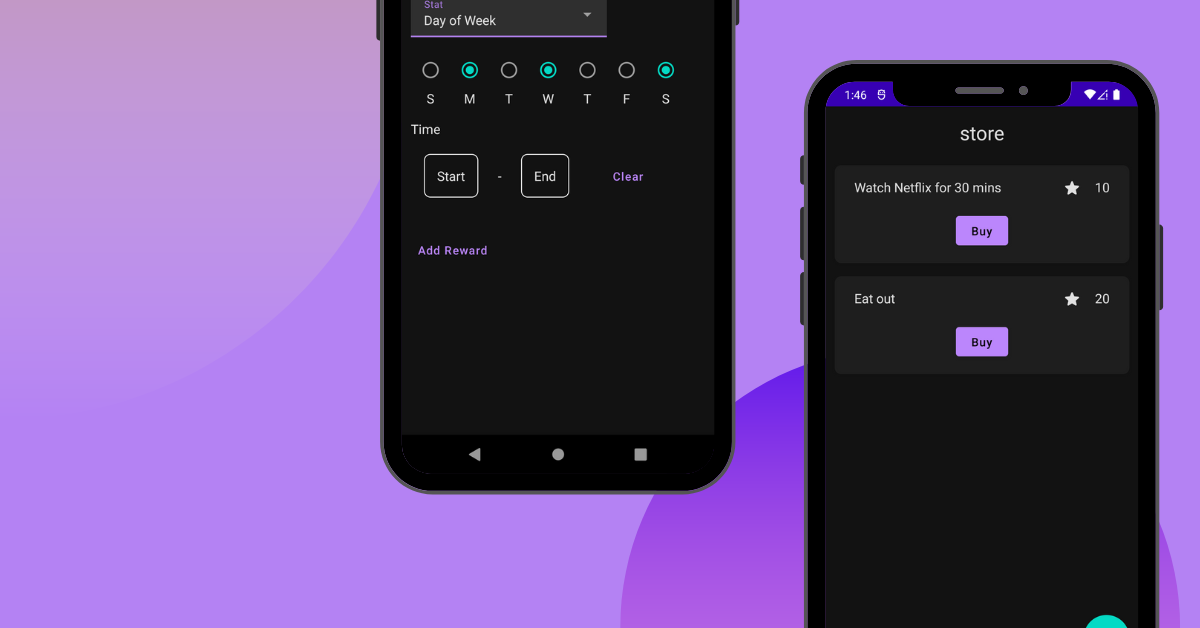 Stat
Day of Week
S M T W T F S
Time
Start - End Clear
Add Reward
1:46
store
Watch Netflix for 30 mins 10
Buy
Eat out 20
Buy